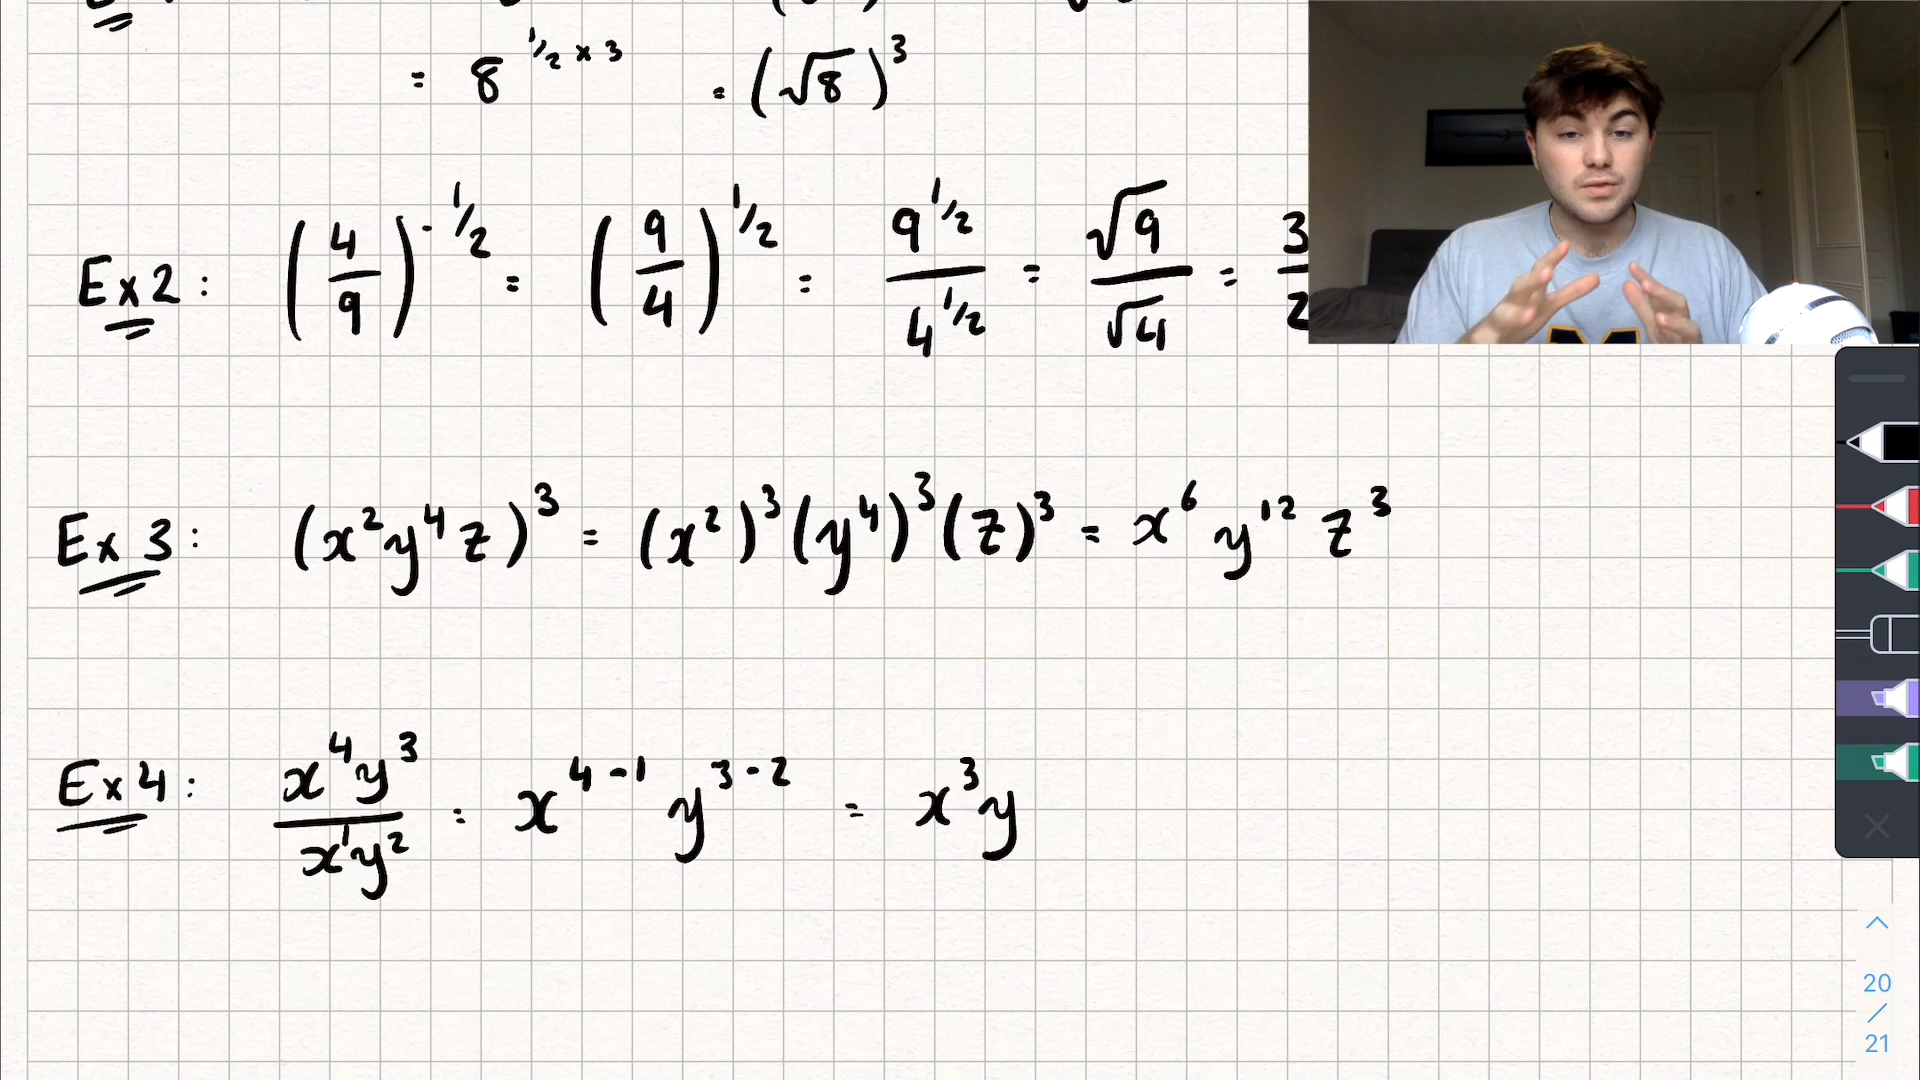 = 8^{1/2 × 3} = (√8)^3
Ex 2 : (4/9)^{-1/2} = (9/4)^{1/2} = 9^{1/2}/4^{1/2} = √9/√4 = 3/2
Ex 3 : (x^2y^4z)^3 = (x^2)^3(y^4)^3(z)^3 = x^6 y^{12} z^3
Ex 4 : x^4y^3/x^1y^2 = x^{4-1} y^{3-2} = x^3y
20
/
21